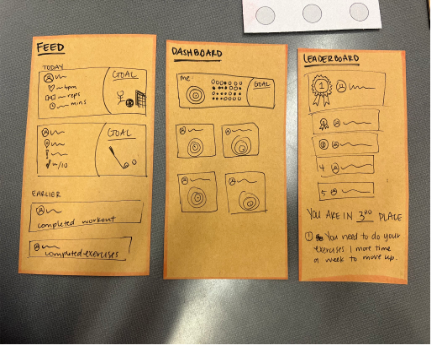 FEED
TODAY
GOAL
bpm
reps
mins
GOAL
/10
EARLIER
completed workout
completed exercises
DASHBOARD
me:
GOAL
LEADERBOARD
1
4
5
YOU ARE IN 3RD PLACE
You need to do your
exercises 1 more time
a week to move up.